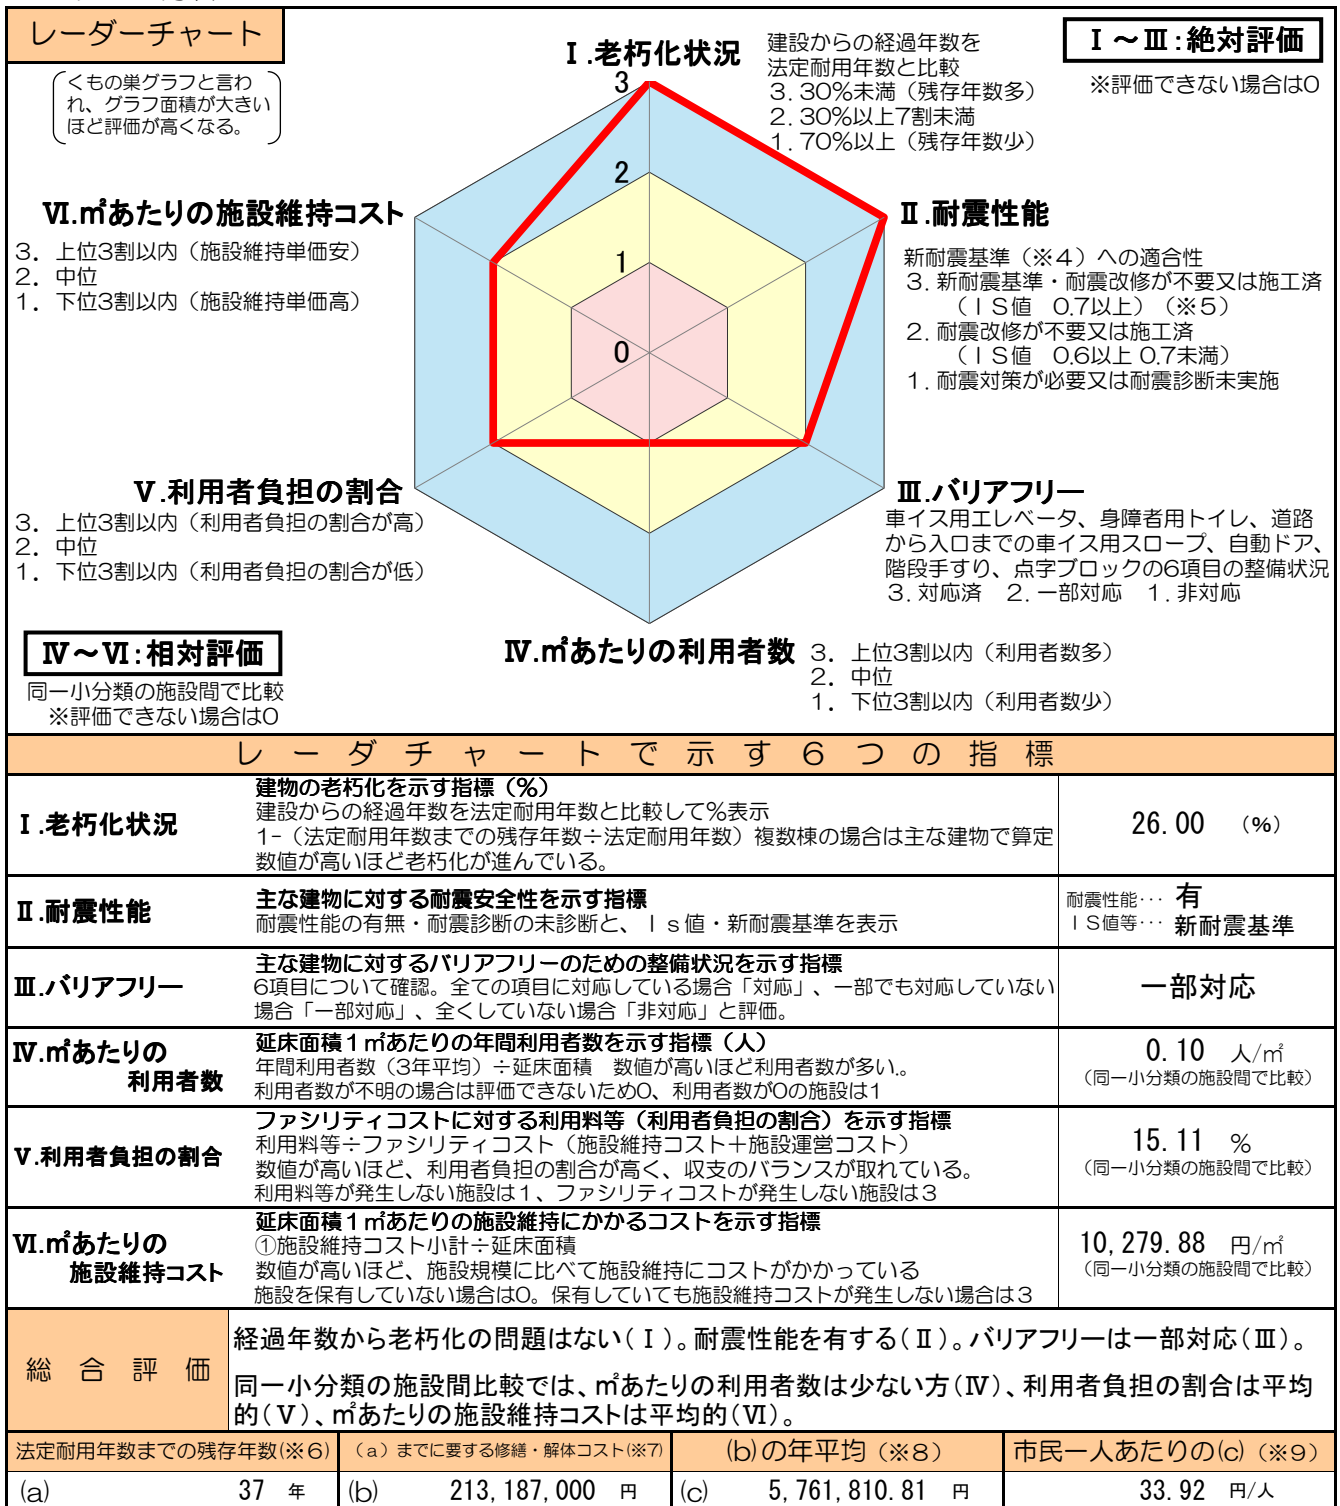 レーダーチャート
くもの巣グラフと言わ
れ、グラフ面積が大きい
ほど評価が高くなる。
Ⅰ～Ⅲ：絶対評価
※評価できない場合は0
Ⅰ.老朽化状況
建設からの経過年数を
法定耐用年数と比較
3. 30%未満（残存年数多）
2. 30%以上7割未満
1. 70%以上（残存年数少）
3
2
1
0
Ⅵ.㎡あたりの施設維持コスト
3. 上位3割以内（施設維持単価安）
2. 中位
1. 下位3割以内（施設維持単価高）
Ⅱ.耐震性能
新耐震基準（※4）への適合性
3. 新耐震基準・耐震改修が不要又は施工済
（ＩＳ値 0.7以上）（※5）
2. 耐震改修が不要又は施工済
（ＩＳ値 0.6以上 0.7未満）
1. 耐震対策が必要又は耐震診断未実施
Ⅴ.利用者負担の割合
3. 上位3割以内（利用者負担の割合が高）
2. 中位
1. 下位3割以内（利用者負担の割合が低）
Ⅲ.バリアフリー
車イス用エレベータ、身障者用トイレ、道路
から入口までの車イス用スロープ、自動ドア、
階段手すり、点字ブロックの6項目の整備状況
3. 対応済 2. 一部対応 1. 非対応
Ⅳ～Ⅵ：相対評価
同一小分類の施設間で比較
※評価できない場合は0
Ⅳ.㎡あたりの利用者数
3. 上位3割以内（利用者数多）
2. 中位
1. 下位3割以内（利用者数少）
レーダチャートで示す６つの指標
Ⅰ.老朽化状況
建物の老朽化を示す指標（%）
建設からの経過年数を法定耐用年数と比較して%表示
1-（法定耐用年数までの残存年数÷法定耐用年数）複数棟の場合は主な建物で算定
数値が高いほど老朽化が進んでいる。
26.00 （%）
Ⅱ.耐震性能
主な建物に対する耐震安全性を示す指標
耐震性能の有無・耐震診断の未診断と、Ｉｓ値・新耐震基準を表示
耐震性能… 有
ＩＳ値等… 新耐震基準
Ⅲ.バリアフリー
主な建物に対するバリアフリーのための整備状況を示す指標
6項目について確認。全ての項目に対応している場合「対応」、一部でも対応していない
場合「一部対応」、全くしていない場合「非対応」と評価。
一部対応
Ⅳ.㎡あたりの
利用者数
延床面積１㎡あたりの年間利用者数を示す指標（人）
年間利用者数（3年平均）÷延床面積 数値が高いほど利用者数が多い。
利用者数が不明の場合は評価できないため0、利用者数が0の施設は1
0.10 人/㎡
（同一小分類の施設間で比較）
Ⅴ.利用者負担の割合
ファシリティコストに対する利用料等（利用者負担の割合）を示す指標
利用料等÷ファシリティコスト（施設維持コスト＋施設運営コスト）
数値が高いほど、利用者負担の割合が高く、収支のバランスが取れている。
利用料等が発生しない施設は１、ファシリティコストが発生しない施設は３
15.11 %
（同一小分類の施設間で比較）
Ⅵ.㎡あたりの
施設維持コスト
延床面積１㎡あたりの施設維持にかかるコストを示す指標
①施設維持コスト小計÷延床面積
数値が高いほど、施設規模に比べて施設維持にコストがかかっている
施設を保有していない場合は0。保有していても施設維持コストが発生しない場合は３
10,279.88 円/㎡
（同一小分類の施設間で比較）
総合評価
経過年数から老朽化の問題はない（Ⅰ）。耐震性能を有する（Ⅱ）。バリアフリーは一部対応（Ⅲ）。
同一小分類の施設間比較では、㎡あたりの利用者数は少ない方（Ⅳ）、利用者負担の割合は平均
的（Ⅴ）、㎡あたりの施設維持コストは平均的（Ⅵ）。
法定耐用年数までの残存年数(※6) （a）までに要する修繕・解体コスト(※7) (b)の年平均（※8） 市民一人あたりの(c)（※9）
(a) 37 年 (b) 213,187,000 円 (c) 5,761,810.81 円 33.92 円/人